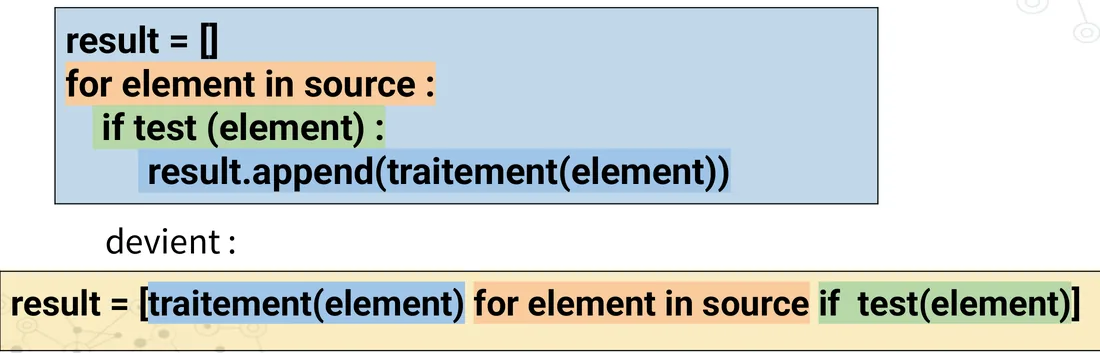 result = []
for element in source :
if test (element) :
result.append(traitement(element))
devient :
result = [traitement(element) for element in source if  test(element)]